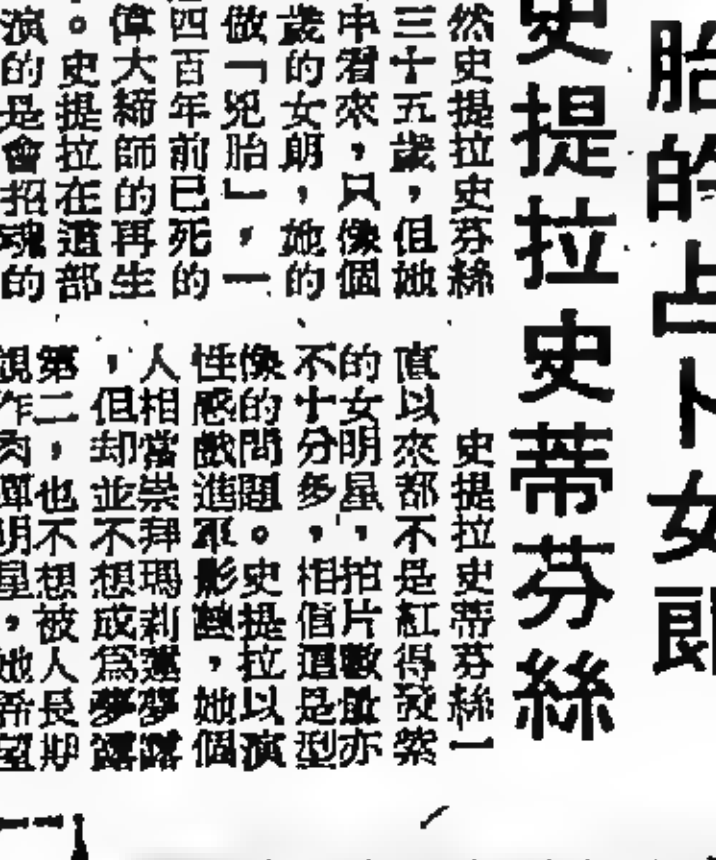 胎的占卜女郎
史提拉史蒂芬絲
然史提拉史芬絲
三十五歲，但她
中看來，只像個
歲的女朗，她的
做「兇胎」，一
四百年前已死的
偉大締師的再生
。史提拉在這部
演的是會招魂的
史提拉史蒂芬絲一
直以來都不是紅得發紫
的女明星，拍片數量亦
不十分多，相信這是型
像的問題。史提拉以演
性感戲進軍影壇，她個
人相當崇拜瑪莉蓮夢露
，但却並不想成為夢露
第二，也不想被人長期
視作肉彈明星，她希望